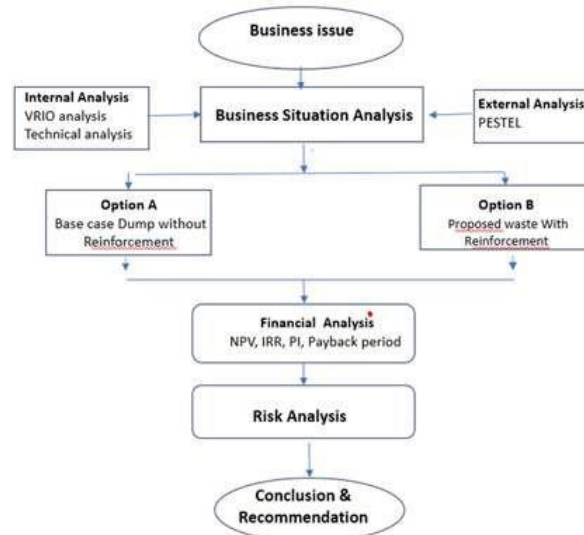 Business issue
Internal Analysis
VRIO analysis
Technical analysis
Business Situation Analysis
External Analysis
PESTEL
Option A
Base case Dump without
Reinforcement
Option B
Proposed waste With
Reinforcement
Financial Analysis
NPV, IRR, PI, Payback period
Risk Analysis
Conclusion &
Recommendation